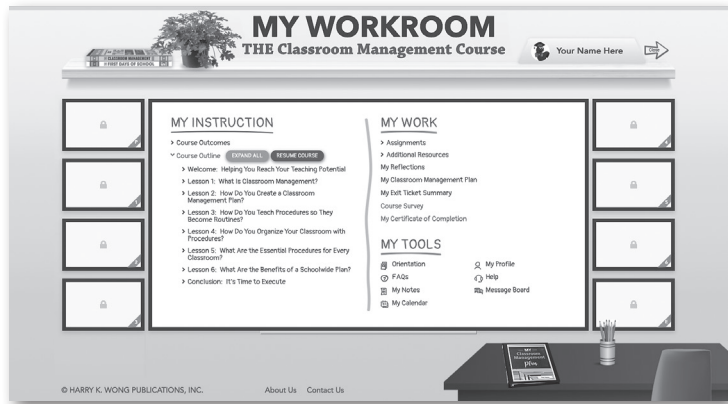 MY WORKROOM
THE Classroom Management Course
Your Name Here
MY INSTRUCTION
> Course Outcomes
Course Outline EXPAND ALL RESUME COURSE
> Welcome: Helping You Reach Your Teaching Potential
> Lesson 1: What Is Classroom Management?
> Lesson 2: How Do You Create a Classroom
Management Plan?
> Lesson 3: How Do You Teach Procedures so They
Become Routines?
> Lesson 4: How Do You Organize Your Classroom with
Procedures?
> Lesson 5: What Are the Essential Procedures for Every
Classroom?
> Lesson 6: What Are the Benefits of a Schoolwide Plan?
> Conclusion: It's Time to Execute
MY WORK
> Assignments
> Additional Resources
My Reflections
My Classroom Management Plan
My Exit Ticket Summary
Course Survey
My Certificate of Completion
MY TOOLS
Orientation
FAQs
My Notes
My Calendar
My Profile
Help
Message Board
MY
Classroom
Management
Plan
© HARRY K. WONG PUBLICATIONS, INC.
About Us Contact Us